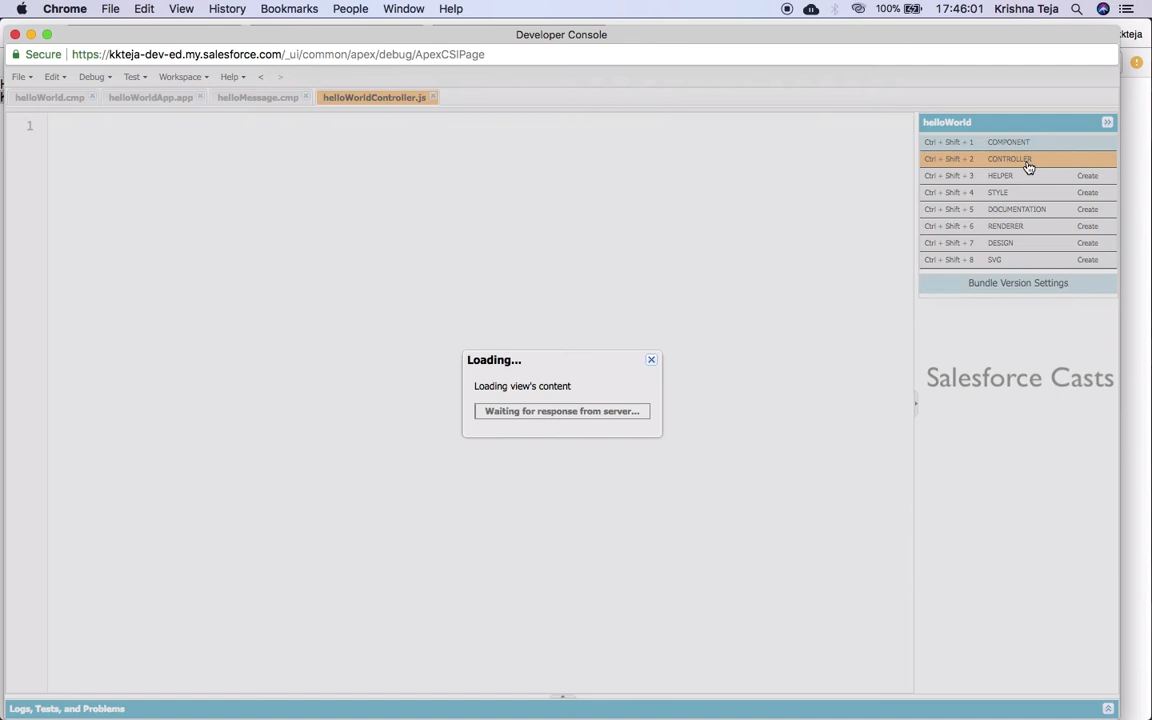 Chrome File Edit View History Bookmarks People Window Help 100% 17:46:01 Krishna Teja
Developer Console
kteja
Secure https://kkteja-dev-ed.my.salesforce.com/_ui/common/apex/debug/ApexCSIPage
File Edit Debug Test Workspace Help < >
helloWorld.cmp helloWorldApp.app helloMessage.cmp helloWorldController.js
1
helloWorld
Ctrl + Shift + 1 COMPONENT
Ctrl + Shift + 2 CONTROLLER
Ctrl + Shift + 3 HELPER Create
Ctrl + Shift + 4 STYLE Create
Ctrl + Shift + 5 DOCUMENTATION Create
Ctrl + Shift + 6 RENDERER Create
Ctrl + Shift + 7 DESIGN Create
Ctrl + Shift + 8 SVG Create
Bundle Version Settings
Loading...
Loading view's content
Waiting for response from server...
Salesforce Casts
Logs, Tests, and Problems